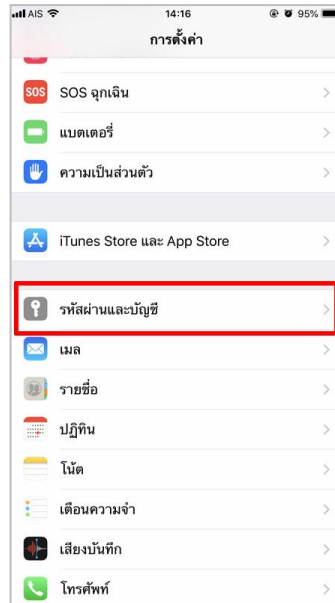 AIS 14:16 95%
การตั้งค่า
SOS SOS ฉุกเฉิน
แบตเตอรี่
ความเป็นส่วนตัว
iTunes Store และ App Store
รหัสผ่านและบัญชี
เมล
รายชื่อ
ปฏิทิน
โน้ต
เตือนความจำ
เสียงบันทึก
โทรศัพท์